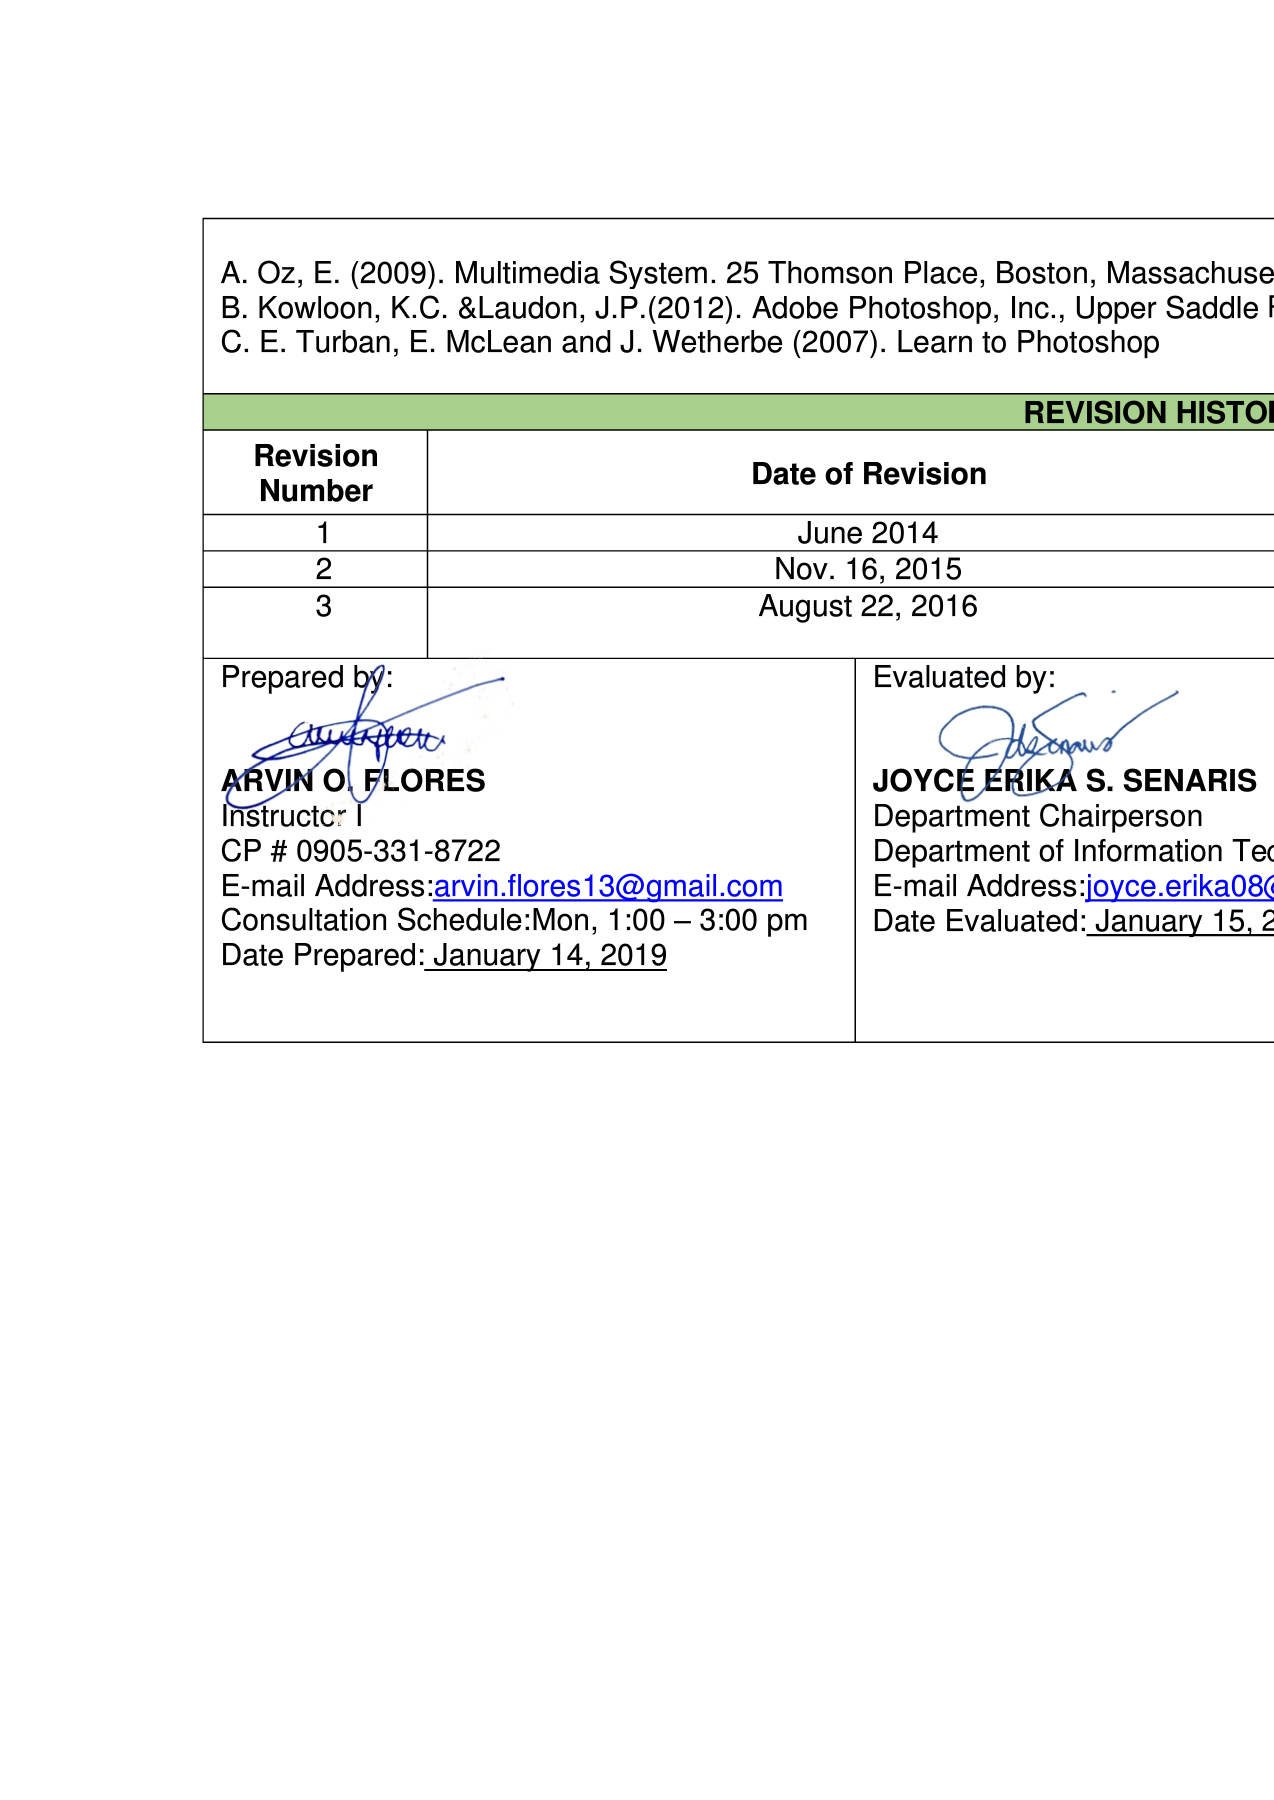 A. Oz, E. (2009). Multimedia System. 25 Thomson Place, Boston, Massachuse
B. Kowloon, K.C. &Laudon, J.P.(2012). Adobe Photoshop, Inc., Upper Saddle
C. E. Turban, E. McLean and J. Wetherbe (2007). Learn to Photoshop
REVISION HISTO
Revision
Number
Date of Revision
1
June 2014
2
Nov. 16, 2015
3
August 22, 2016
Prepared by:
ARVIN O. FLORES
Instructor I
CP # 0905-331-8722
E-mail Address:arvin.flores13@gmail.com
Consultation Schedule:Mon, 1:00 – 3:00 pm
Date Prepared: January 14, 2019
Evaluated by:
JOYCE ERIKA S. SENARIS
Department Chairperson
Department of Information Tec
E-mail Address:joyce.erika08@
Date Evaluated: January 15, 2